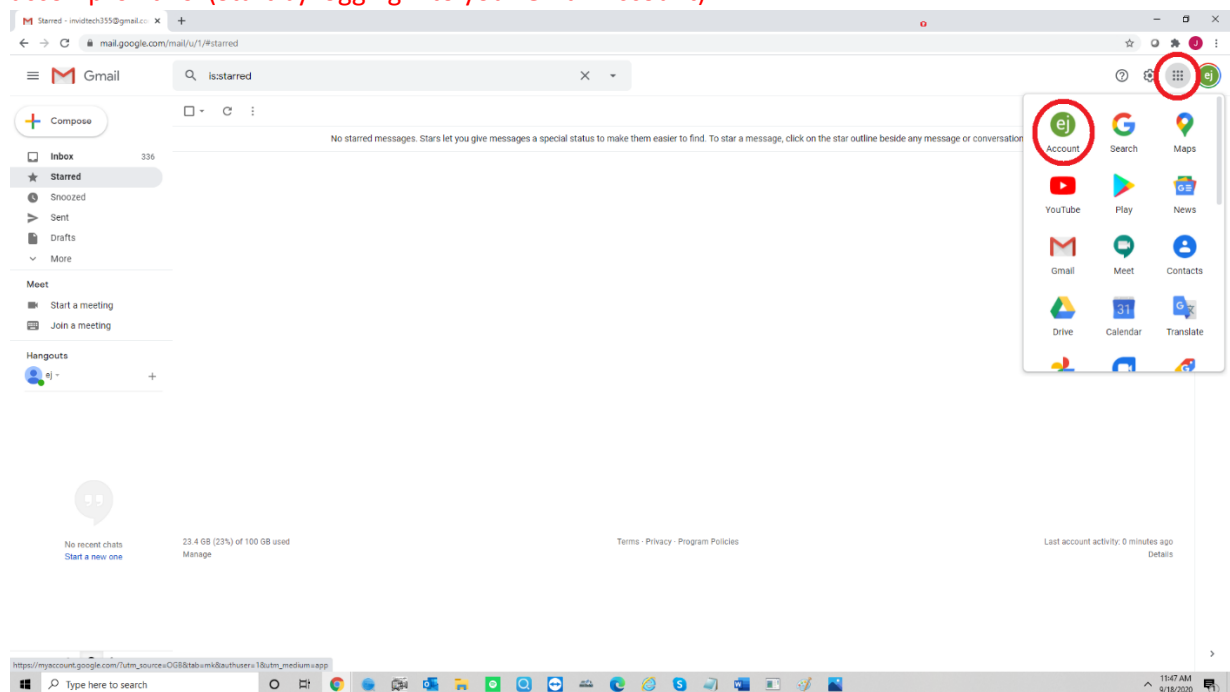 Starred - invidtech355@gmail.co
mail.google.com/mail/u/1/#starred
J
Gmail
is:starred
ej
Compose
No starred messages. Stars let you give messages a special status to make them easier to find. To star a message, click on the star outline beside any message or conversation
Inbox 336
Starred
Snoozed
Sent
Drafts
More
Meet
Start a meeting
Join a meeting
Hangouts
ej
No recent chats
Start a new one
ej
Account Search Maps
YouTube Play News
Gmail Meet Contacts
31
Drive Calendar Translate
23.4 GB (23%) of 100 GB used
Manage
Terms - Privacy - Program Policies
Last account activity: 0 minutes ago
Details
https://myaccount.google.com/?utm_source=OGB&tab=mk&authuser=1&utm_medium=app
Type here to search
11:47 AM
9/18/2020